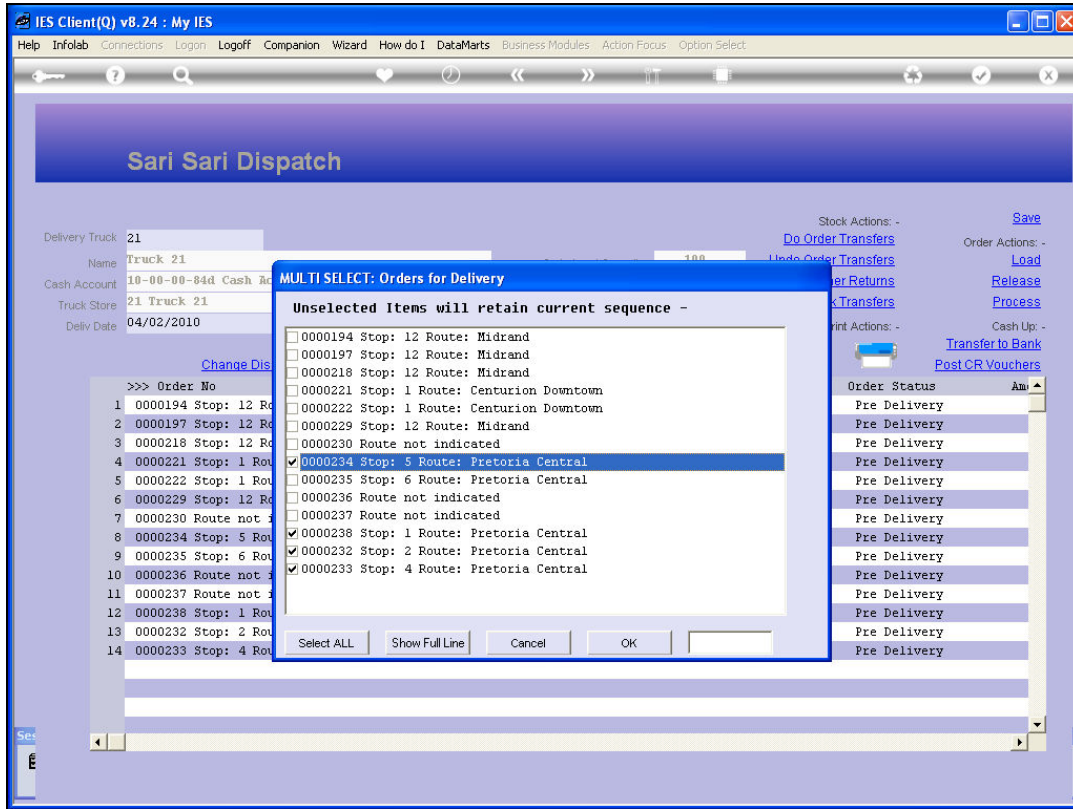 IES Client(Q) v8.24 : My IES
Help Infolab Connections Logon Logoff Companion Wizard How do I DataMarts Business Modules Action Focus Option Select
Sari Sari Dispatch
Stock Actions: - Save
Delivery Truck 21 Do Order Transfers Order Actions: -
Name Truck 21 100 Undo Order Transfers Load
Cash Account 10-00-00-84d Cash Ac er Returns Release
Truck Store 21 Truck 21 k Transfers Process
Deliv Date 04/02/2010 rint Actions: - Cash Up: -
Transfer to Bank
Change Dis Post CR Vouchers
>>> Order No Order Status Am
1 0000194 Stop: 12 Ro Pre Delivery
2 0000197 Stop: 12 Ro Pre Delivery
3 0000218 Stop: 12 Ro Pre Delivery
4 0000221 Stop: 1 Rou Pre Delivery
5 0000222 Stop: 1 Rou Pre Delivery
6 0000229 Stop: 12 Ro Pre Delivery
7 0000230 Route not i Pre Delivery
8 0000234 Stop: 5 Rou Pre Delivery
9 0000235 Stop: 6 Rou Pre Delivery
10 0000236 Route not i Pre Delivery
11 0000237 Route not i Pre Delivery
12 0000238 Stop: 1 Rou Pre Delivery
13 0000232 Stop: 2 Rou Pre Delivery
14 0000233 Stop: 4 Rou Pre Delivery
MULTI SELECT: Orders for Delivery
Unselected Items will retain current sequence -
0000194 Stop: 12 Route: Midrand
0000197 Stop: 12 Route: Midrand
0000218 Stop: 12 Route: Midrand
0000221 Stop: 1 Route: Centurion Downtown
0000222 Stop: 1 Route: Centurion Downtown
0000229 Stop: 12 Route: Midrand
0000230 Route not indicated
0000234 Stop: 5 Route: Pretoria Central
0000235 Stop: 6 Route: Pretoria Central
0000236 Route not indicated
0000237 Route not indicated
0000238 Stop: 1 Route: Pretoria Central
0000232 Stop: 2 Route: Pretoria Central
0000233 Stop: 4 Route: Pretoria Central
Select ALL Show Full Line Cancel OK
Ses